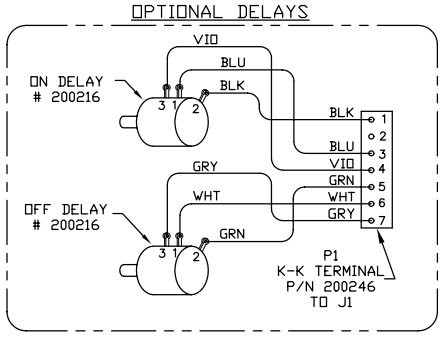 OPTIONAL DELAYS
VIO
BLU
BLK
ON DELAY
# 200216
3 1 2
BLK 1
2
BLU 3
VIO 4
GRN 5
WHT 6
GRY 7
GRY
WHT
GRN
OFF DELAY
# 200216
3 1 2
P1
K-K TERMINAL
P/N 200246
TO J1